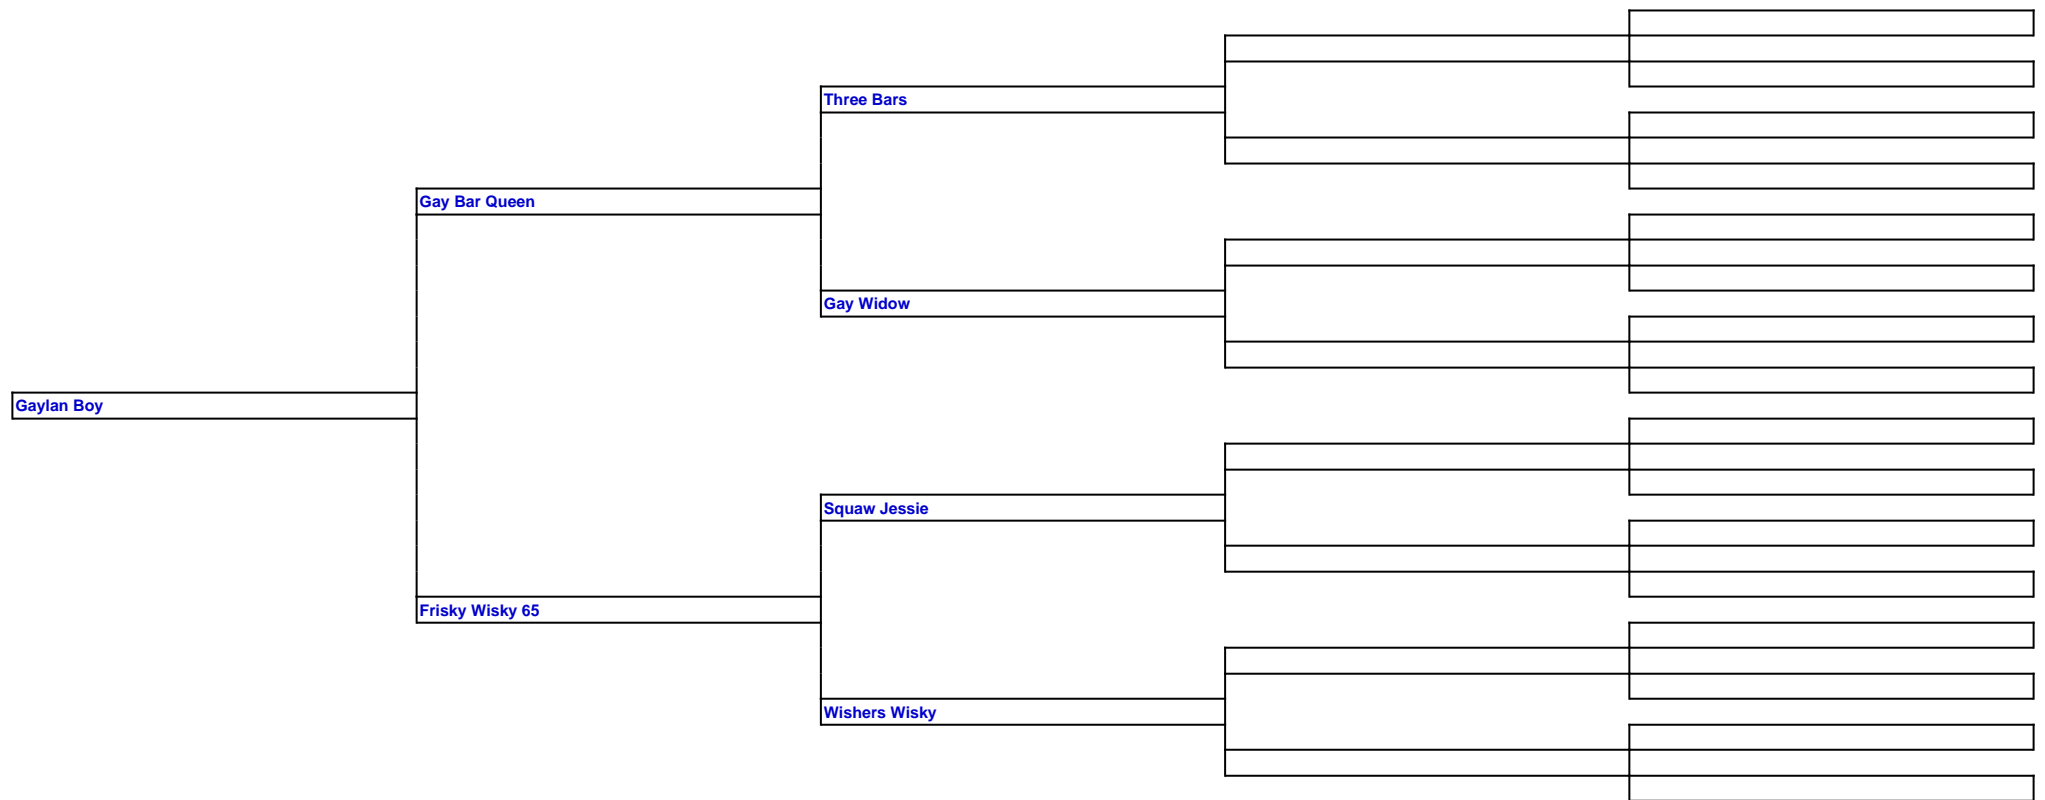 Three Bars
Gay Bar Queen
Gay Widow
Gaylan Boy
Squaw Jessie
Frisky Wisky 65
Wishers Wisky